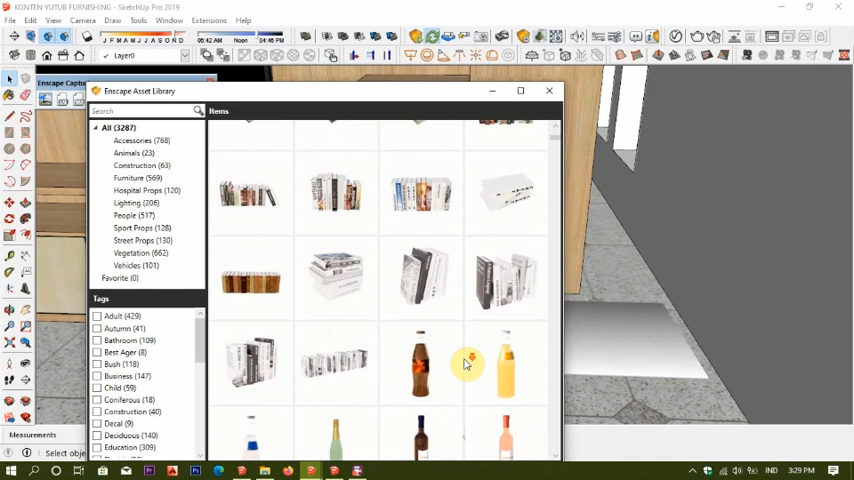 KONTEN YUTUB FURNISHING* - SketchUp Pro 2019
File Edit View Camera Draw Tools Window Extensions Help
J F M A M J J A S O N D
06:42 AM Noon 04:46 PM
Layer0
Enscape Asset Library
Search
Items
All (3287)
Accessories (768)
Animals (23)
Construction (63)
Furniture (569)
Hospital Props (120)
Lighting (206)
People (517)
Sport Props (128)
Street Props (130)
Vegetation (662)
Vehicles (101)
Favorite (0)
Tags
Adult (429)
Autumn (41)
Bathroom (109)
Best Ager (8)
Bush (118)
Business (147)
Child (59)
Coniferous (18)
Construction (40)
Decal (9)
Deciduous (140)
Education (309)
Measurements
Select objec
IND
3:29 PM